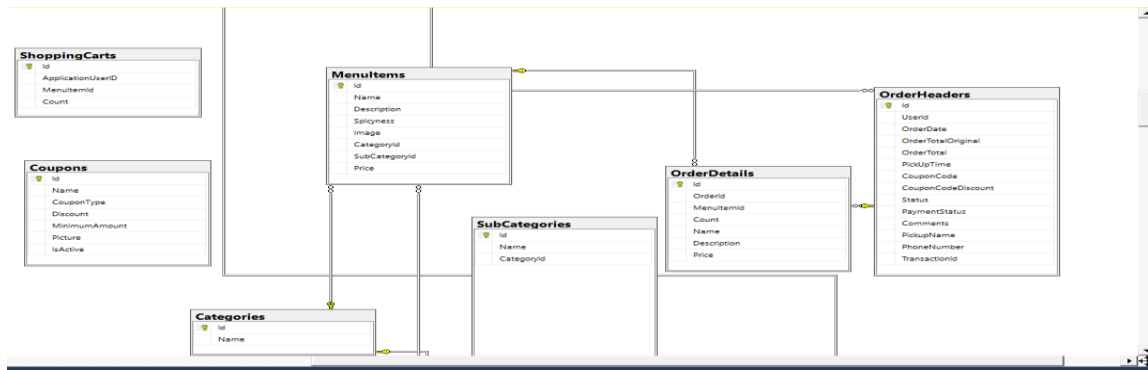 ShoppingCarts
Id
ApplicationUserID
MenuItemId
Count
Coupons
Id
Name
CouponType
Discount
MinimumAmount
Picture
IsActive
MenuItems
Id
Name
Description
Spicyness
Image
CategoryId
SubCategoryId
Price
Categories
Id
Name
SubCategories
Id
Name
CategoryId
OrderDetails
Id
OrderId
MenuItemId
Count
Name
Description
Price
OrderHeaders
Id
UserId
OrderDate
OrderTotalOriginal
OrderTotal
PickUpTime
CouponCode
CouponCodeDiscount
Status
PaymentStatus
Comments
PickupName
PhoneNumber
TransactionId